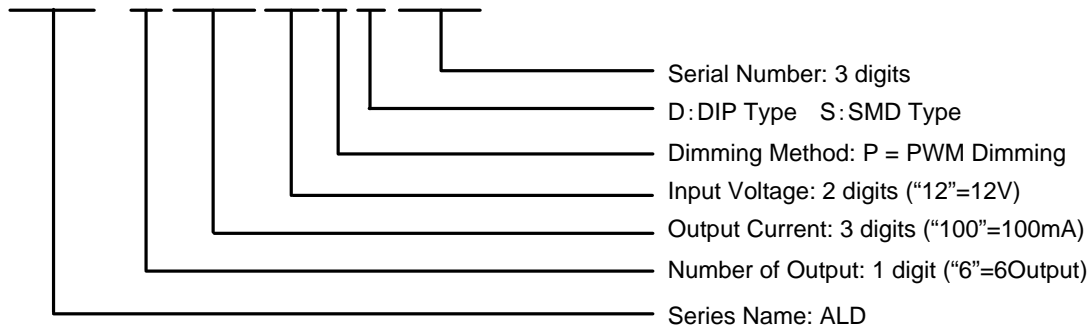 Serial Number: 3 digits
D:DIP Type S:SMD Type
Dimming Method: P = PWM Dimming
Input Voltage: 2 digits (“12”=12V)
Output Current: 3 digits (“100”=100mA)
Number of Output: 1 digit (“6”=6Output)
Series Name: ALD